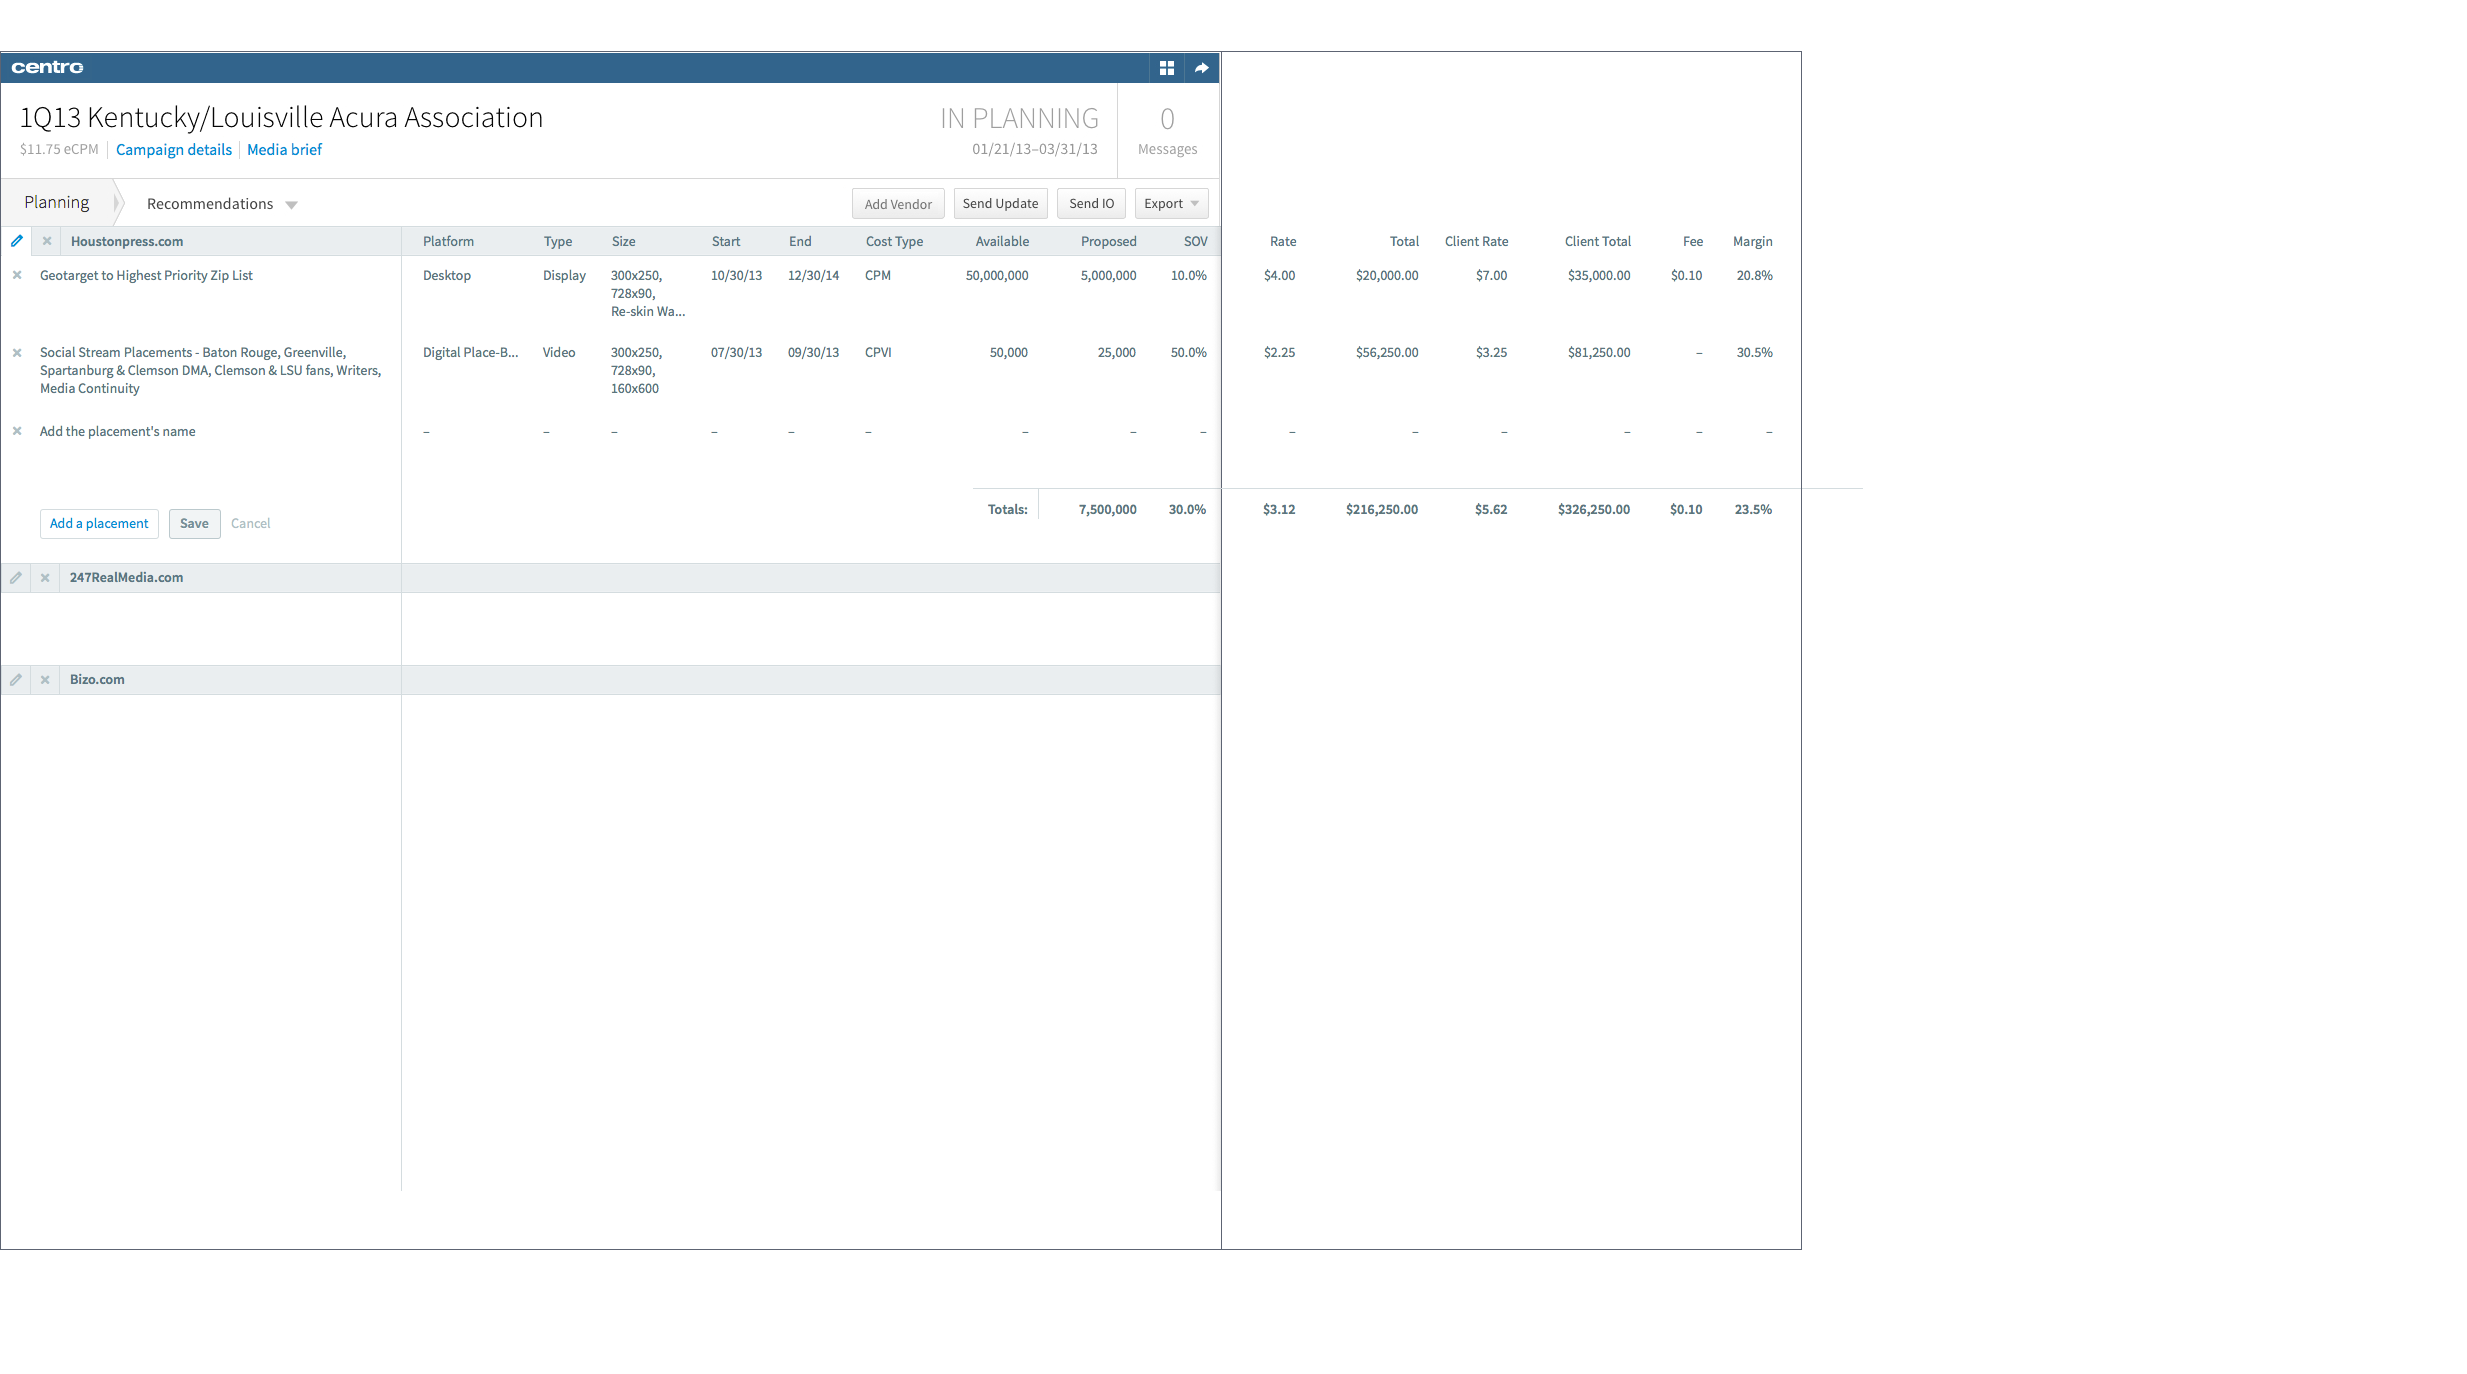 centro
1Q13 Kentucky/Louisville Acura Association
IN PLANNING
0
$11.75 eCPM Campaign details Media brief
01/21/13–03/31/13
Messages
Planning Recommendations Add Vendor Send Update Send IO Export
Houstonpress.com Platform Type Size Start End Cost Type Available Proposed SOV Rate Total Client Rate Client Total Fee Margin
Geotarget to Highest Priority Zip List Desktop Display 300x250, 10/30/13 12/30/14 CPM 50,000,000 5,000,000 10.0% $4.00 $20,000.00 $7.00 $35,000.00 $0.10 20.8%
728x90,
Re-skin Wa...
Social Stream Placements - Baton Rouge, Greenville, Digital Place-B... Video 300x250, 07/30/13 09/30/13 CPVI 50,000 25,000 50.0% $2.25 $56,250.00 $3.25 $81,250.00 – 30.5%
Spartanburg & Clemson DMA, Clemson & LSU fans, Writers, 728x90,
Media Continuity 160x600
Add the placement's name – – – – – – – – – – – – – – –
Totals: 7,500,000 30.0% $3.12 $216,250.00 $5.62 $326,250.00 $0.10 23.5%
Add a placement Save Cancel
247RealMedia.com
Bizo.com